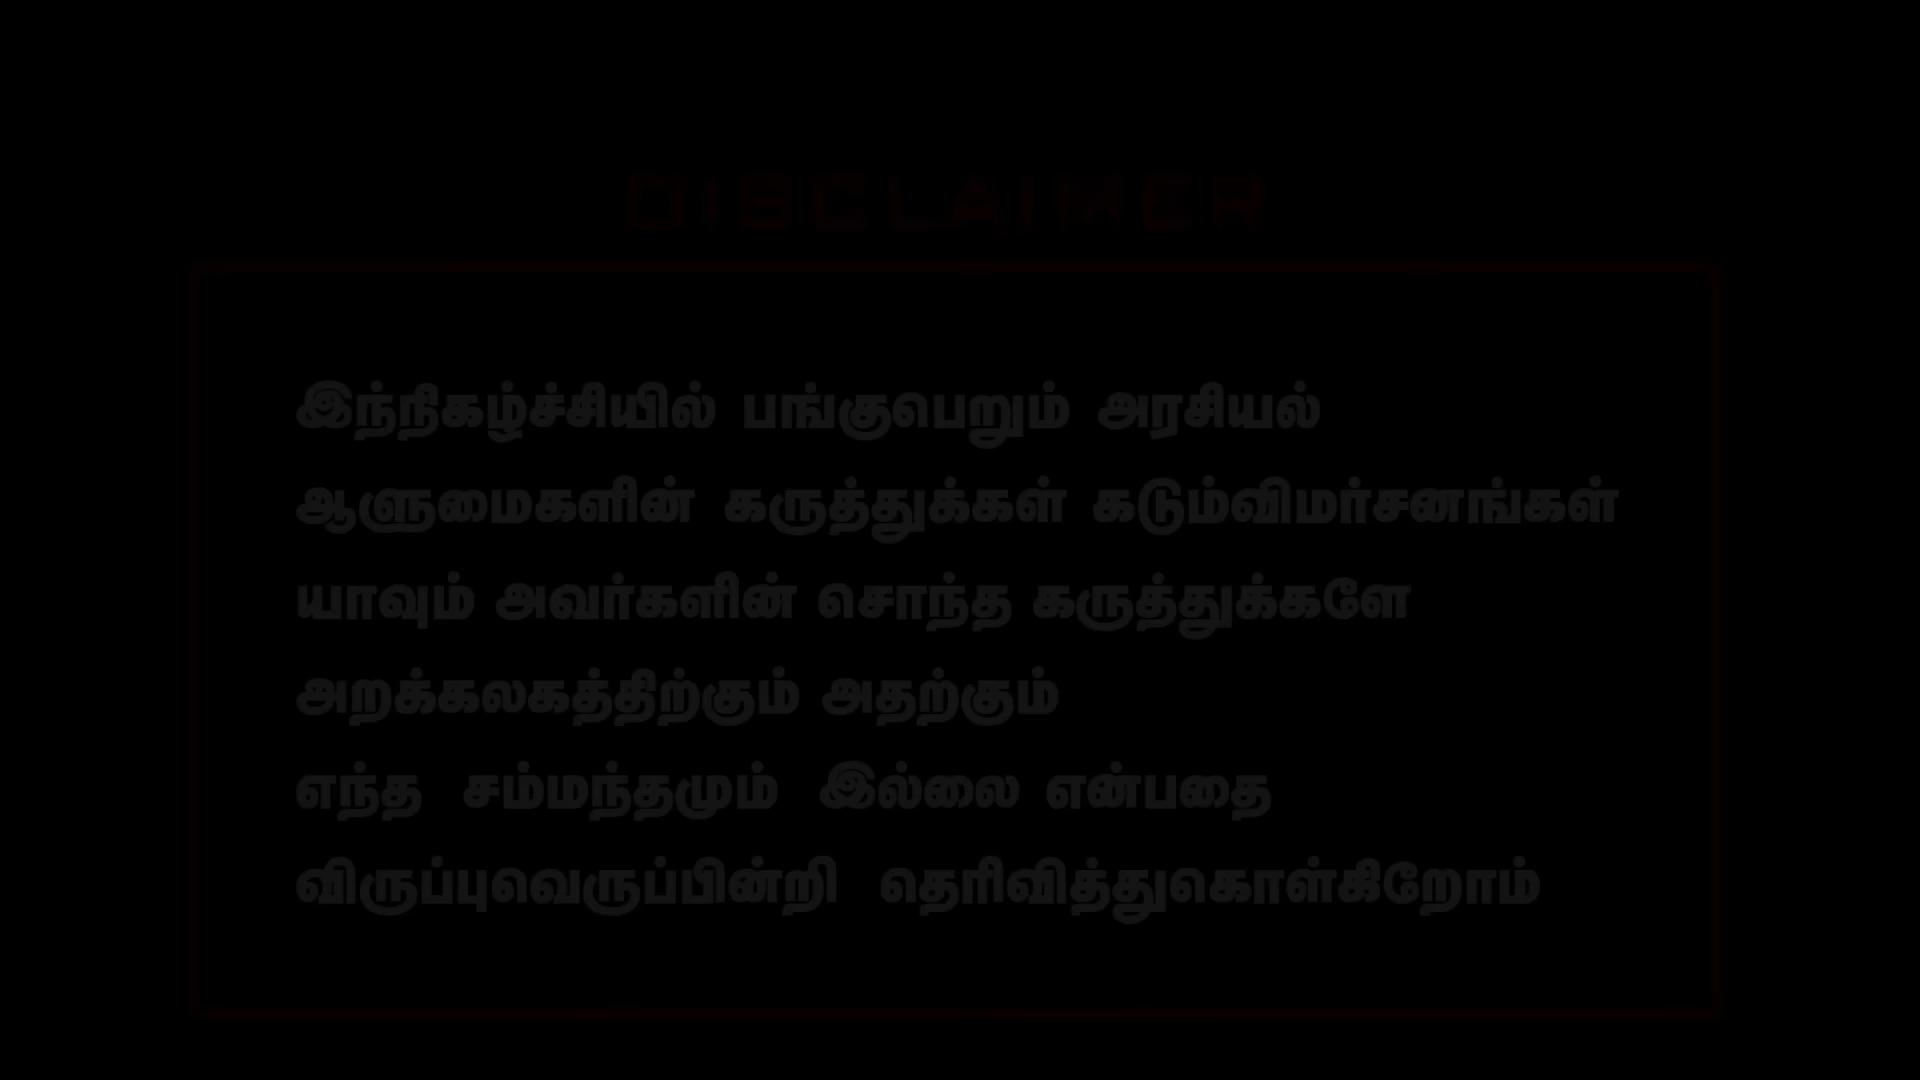 DISCLAIMER
இந்நிகழ்ச்சியில் பங்குபெறும் அரசியல்
ஆளுமைகளின் கருத்துக்கள் கடும்விமர்சனங்கள்
யாவும் அவர்களின் சொந்த கருத்துக்களே
அறக்கலகத்திற்கும் அதற்கும்
எந்த சம்மந்தமும் இல்லை என்பதை
விருப்புவெருப்பின்றி தெரிவித்துகொள்கிறோம்